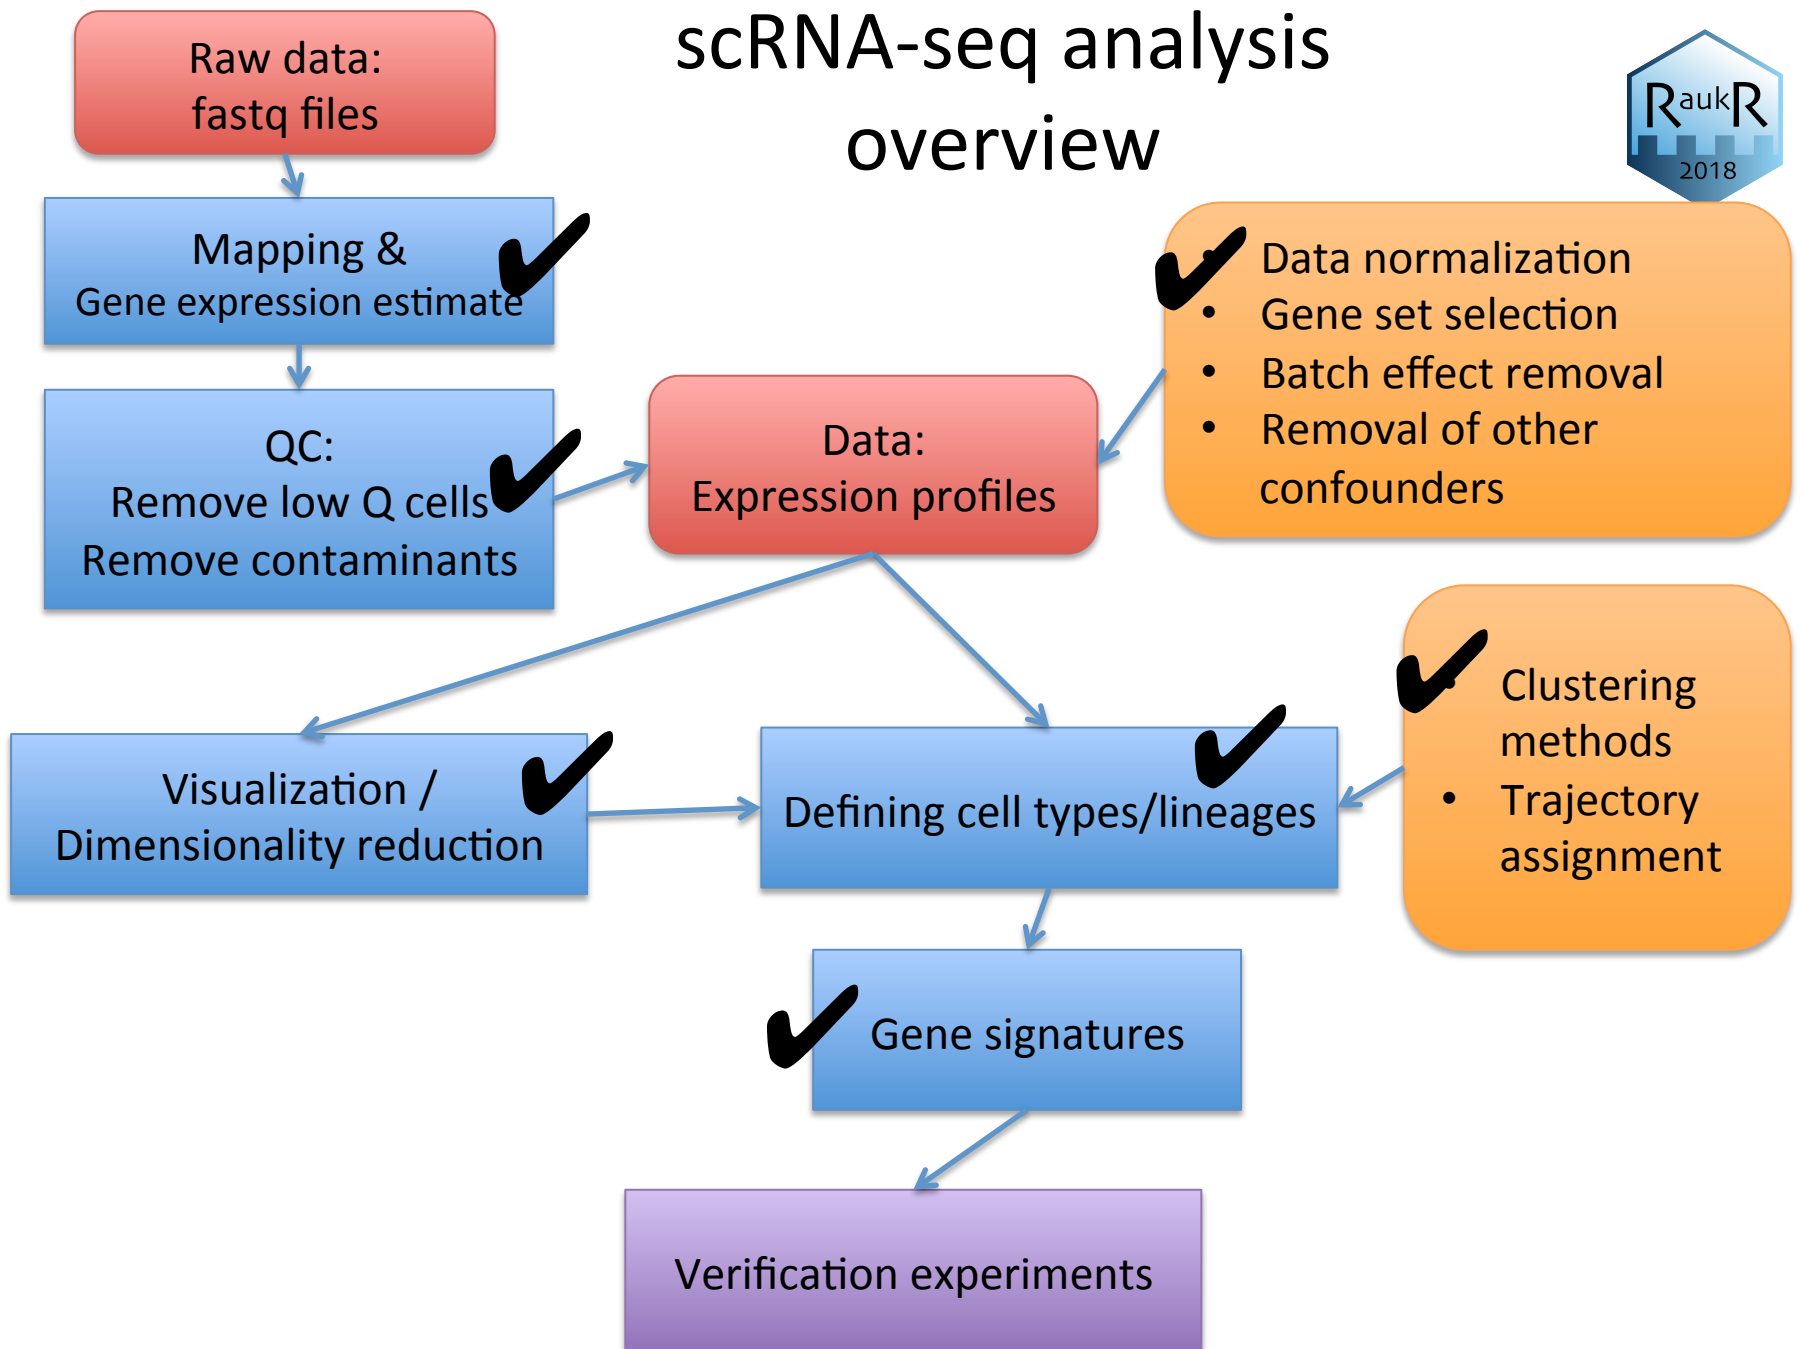 scRNA-seq analysis
overview
RaukR
2018
Raw data:
fastq files
Mapping &
Gene expression estimate
QC:
Remove low Q cells
Remove contaminants
Data:
Expression profiles
• Data normalization
• Gene set selection
• Batch effect removal
• Removal of other
confounders
Visualization /
Dimensionality reduction
Defining cell types/lineages
• Clustering
methods
• Trajectory
assignment
Gene signatures
Verification experiments